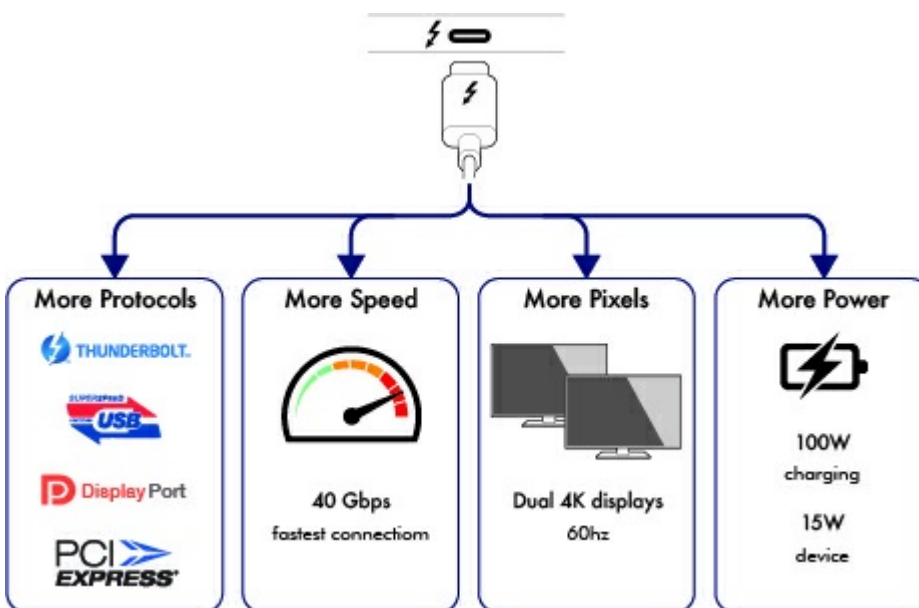 More Protocols
THUNDERBOLT™
SUPERSPEED
USB
DisplayPort
PCI
EXPRESS®
More Speed
40 Gbps
fastest connectiom
More Pixels
Dual 4K displays
60hz
More Power
100W
charging
15W
device